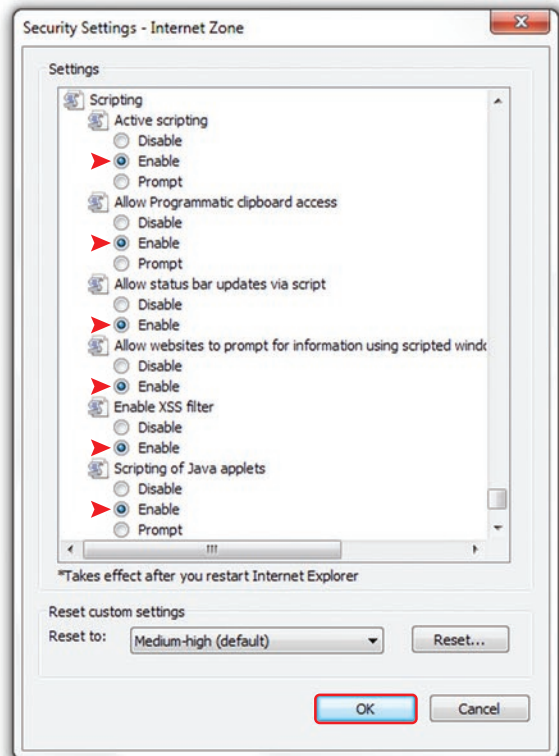 Security Settings - Internet Zone
Settings
Scripting
Active scripting
Disable
Enable
Prompt
Allow Programmatic clipboard access
Disable
Enable
Prompt
Allow status bar updates via script
Disable
Enable
Allow websites to prompt for information using scripted windo
Disable
Enable
Enable XSS filter
Disable
Enable
Scripting of Java applets
Disable
Enable
Prompt
*Takes effect after you restart Internet Explorer
Reset custom settings
Reset to: Medium-high (default) Reset...
OK Cancel